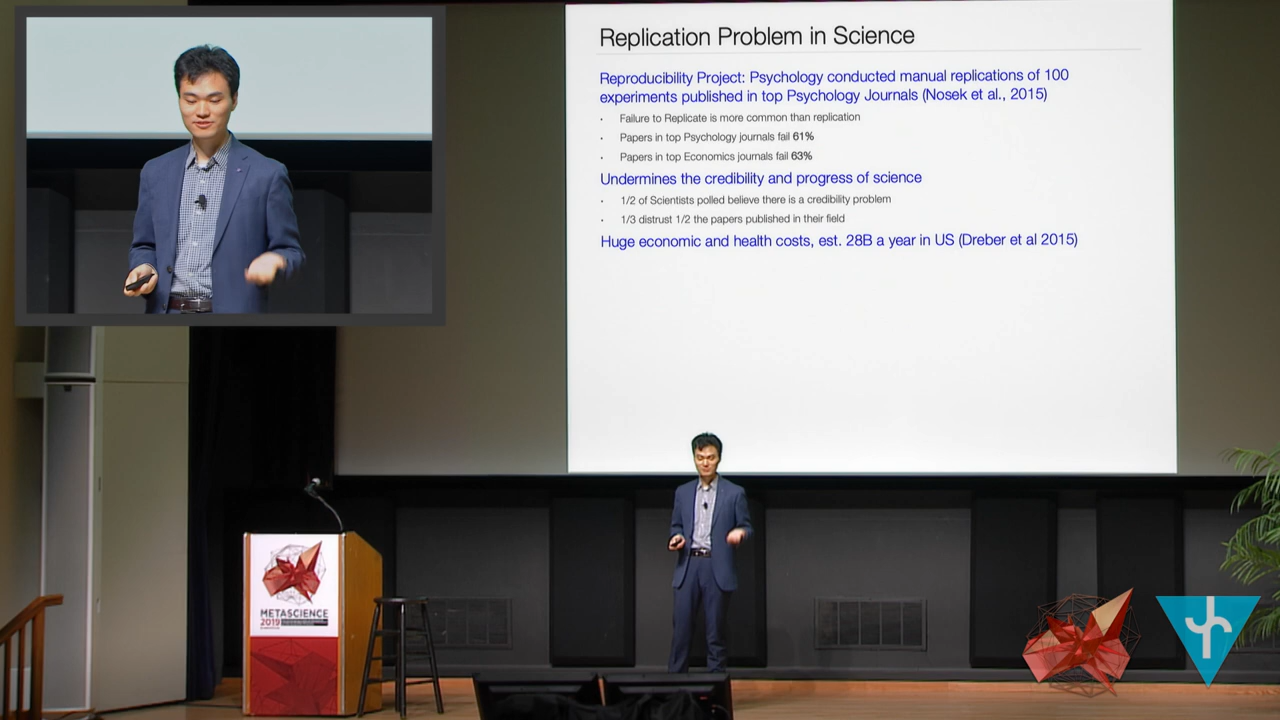 Replication Problem in Science
Reproducibility Project: Psychology conducted manual replications of 100
experiments published in top Psychology Journals (Nosek et al., 2015)
· Failure to Replicate is more common than replication
· Papers in top Psychology journals fail 61%
· Papers in top Economics journals fail 63%
Undermines the credibility and progress of science
· 1/2 of Scientists polled believe there is a credibility problem
· 1/3 distrust 1/2 the papers published in their field
Huge economic and health costs, est. 28B a year in US (Dreber et al 2015)
METASCIENCE
2019